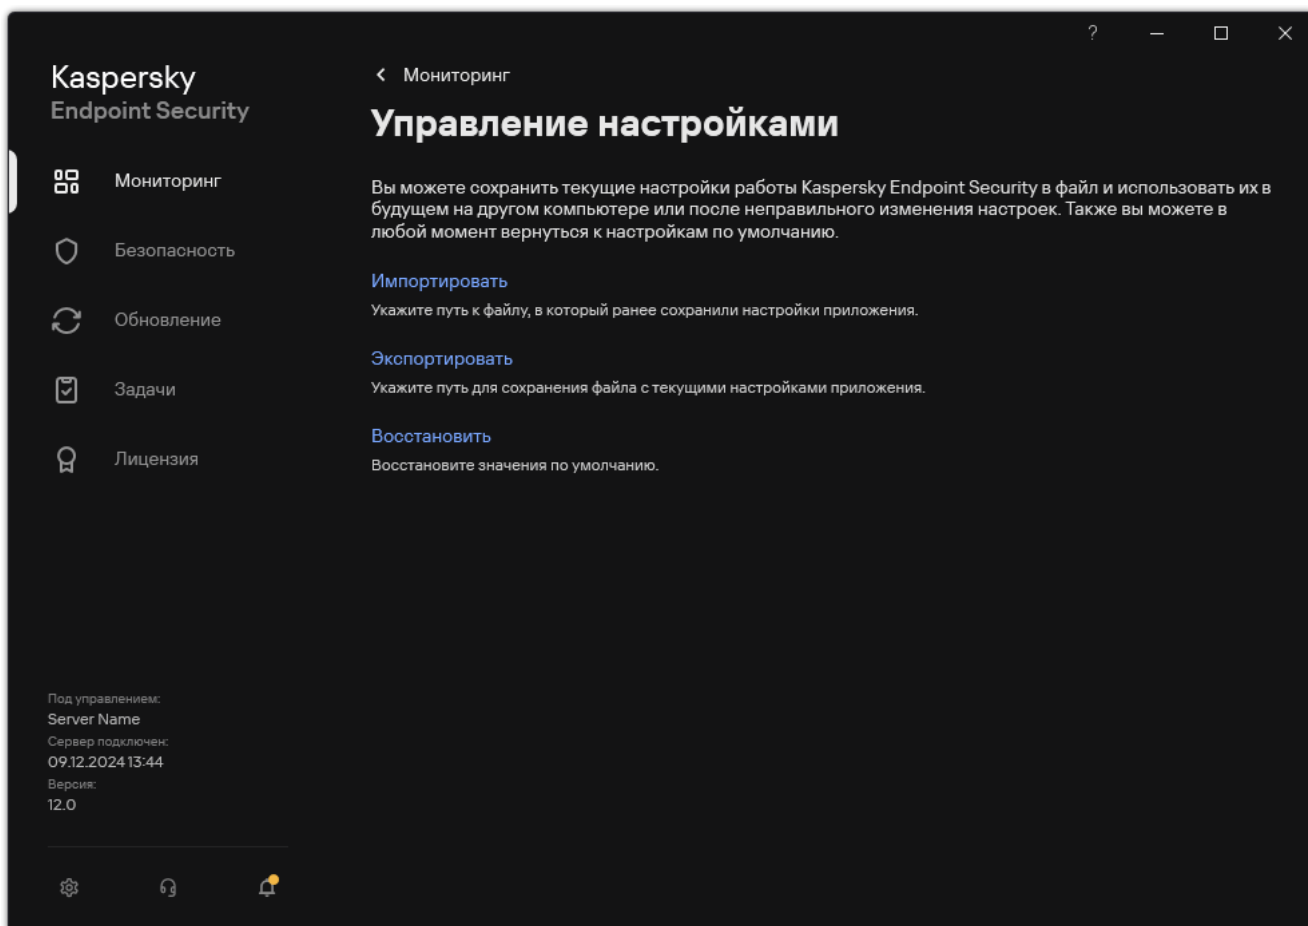 ?
Kaspersky
Endpoint Security
Мониторинг
Безопасность
Обновление
Задачи
Лицензия
Под управлением:
Server Name
Сервер подключен:
09.12.2024 13:44
Версия:
12.0
Мониторинг
Управление настройками
Вы можете сохранить текущие настройки работы Kaspersky Endpoint Security в файл и использовать их в
будущем на другом компьютере или после неправильного изменения настроек. Также вы можете в
любой момент вернуться к настройкам по умолчанию.
Импортировать
Укажите путь к файлу, в который ранее сохранили настройки приложения.
Экспортировать
Укажите путь для сохранения файла с текущими настройками приложения.
Восстановить
Восстановите значения по умолчанию.